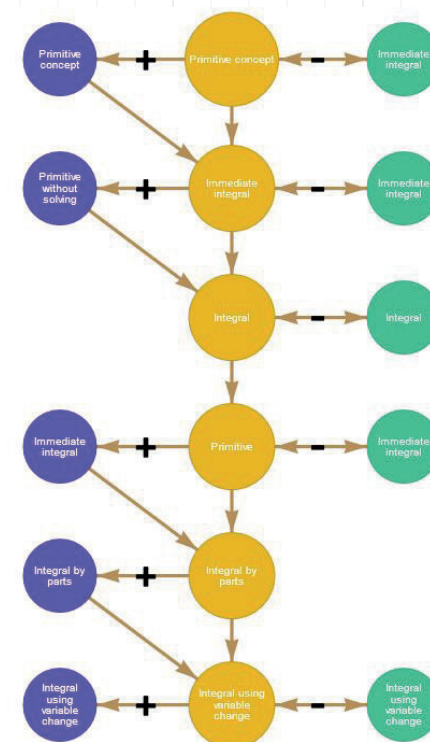 Primitive
concept
+
Primitive concept
-
Immediate
integral
Primitive
without
solving
+
Immediate
integral
-
Immediate
integral
Integral
-
Integral
Immediate
integral
+
Primitive
-
Immediate
integral
Integral by
parts
+
Integral by
parts
Integral
using
variable
change
+
Integral using
variable
change
-
Integral
using
variable
change